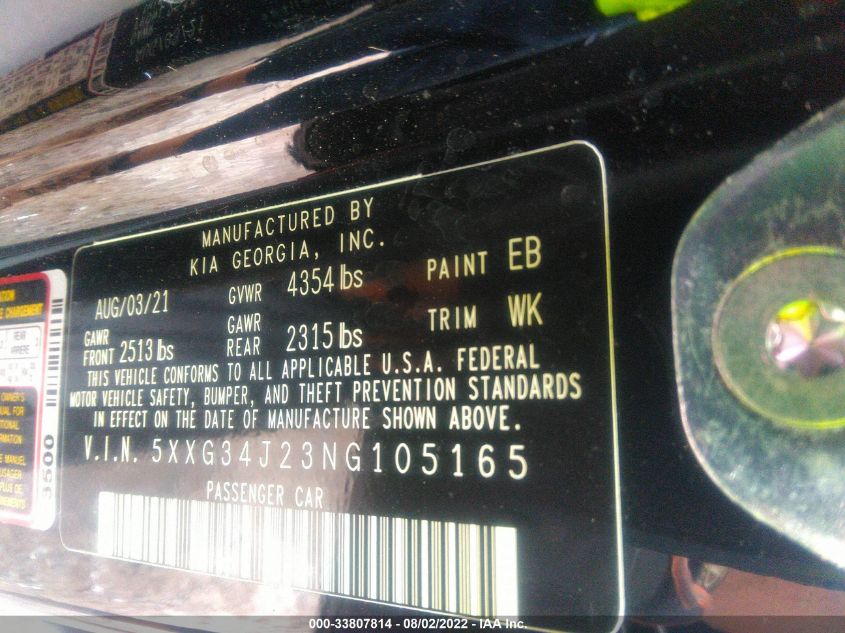 MANUFACTURED BY
KIA GEORGIA, INC.
AUG/03/21 GVWR 4354 lbs PAINT EB
GAWR FRONT 2513 lbs GAWR REAR 2315 lbs TRIM WK
THIS VEHICLE CONFORMS TO ALL APPLICABLE U.S.A. FEDERAL
MOTOR VEHICLE SAFETY, BUMPER, AND THEFT PREVENTION STANDARDS
IN EFFECT ON THE DATE OF MANUFACTURE SHOWN ABOVE.
V.I.N. 5XXG34J23NG105165
PASSENGER CAR
REAR
3500
OWNER'S
000-33807814 - 08/02/2022 - IAA Inc.